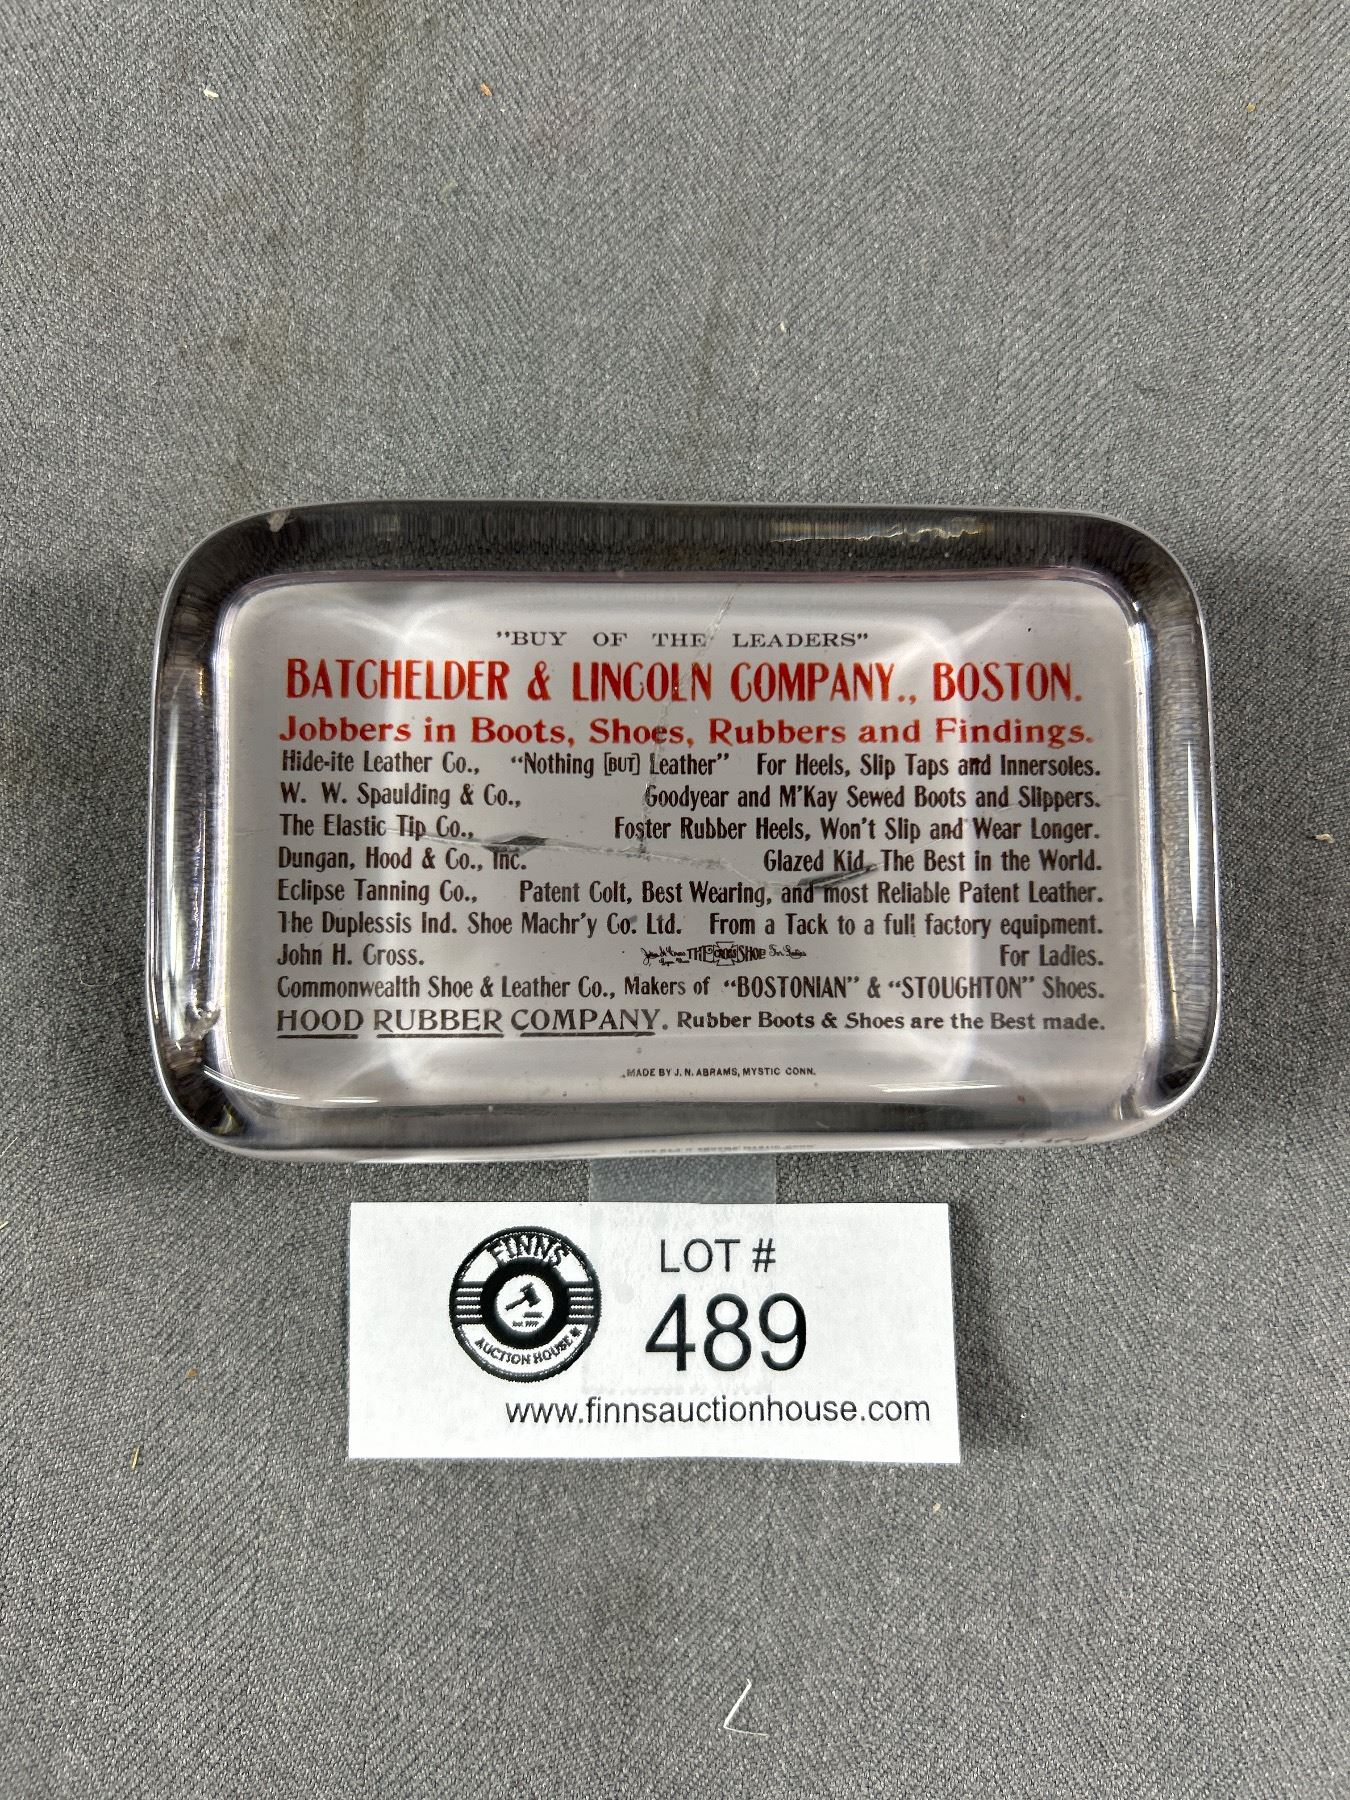 "BUY OF THE LEADERS"
BATCHELDER & LINCOLN COMPANY., BOSTON.
Jobbers in Boots, Shoes, Rubbers and Findings.
Hide-ite Leather Co., "Nothing [BUT] Leather" For Heels, Slip Taps and Innersoles.
W. W. Spaulding & Co., Goodyear and M'Kay Sewed Boots and Slippers.
The Elastic Tip Co., Foster Rubber Heels, Won't Slip and Wear Longer.
Dungan, Hood & Co., Inc. Glazed Kid, The Best in the World.
Eclipse Tanning Co., Patent Colt, Best Wearing, and most Reliable Patent Leather.
The Duplessis Ind. Shoe Machr'y Co. Ltd. From a Tack to a full factory equipment.
John H. Cross. THE CROSS SHOE For Ladies For Ladies.
Commonwealth Shoe & Leather Co., Makers of "BOSTONIAN" & "STOUGHTON" Shoes.
HOOD RUBBER COMPANY. Rubber Boots & Shoes are the Best made.
MADE BY J. N. ABRAMS, MYSTIC CONN.
FINNS
AUCTION HOUSE
LOT #
489
www.finnsauctionhouse.com